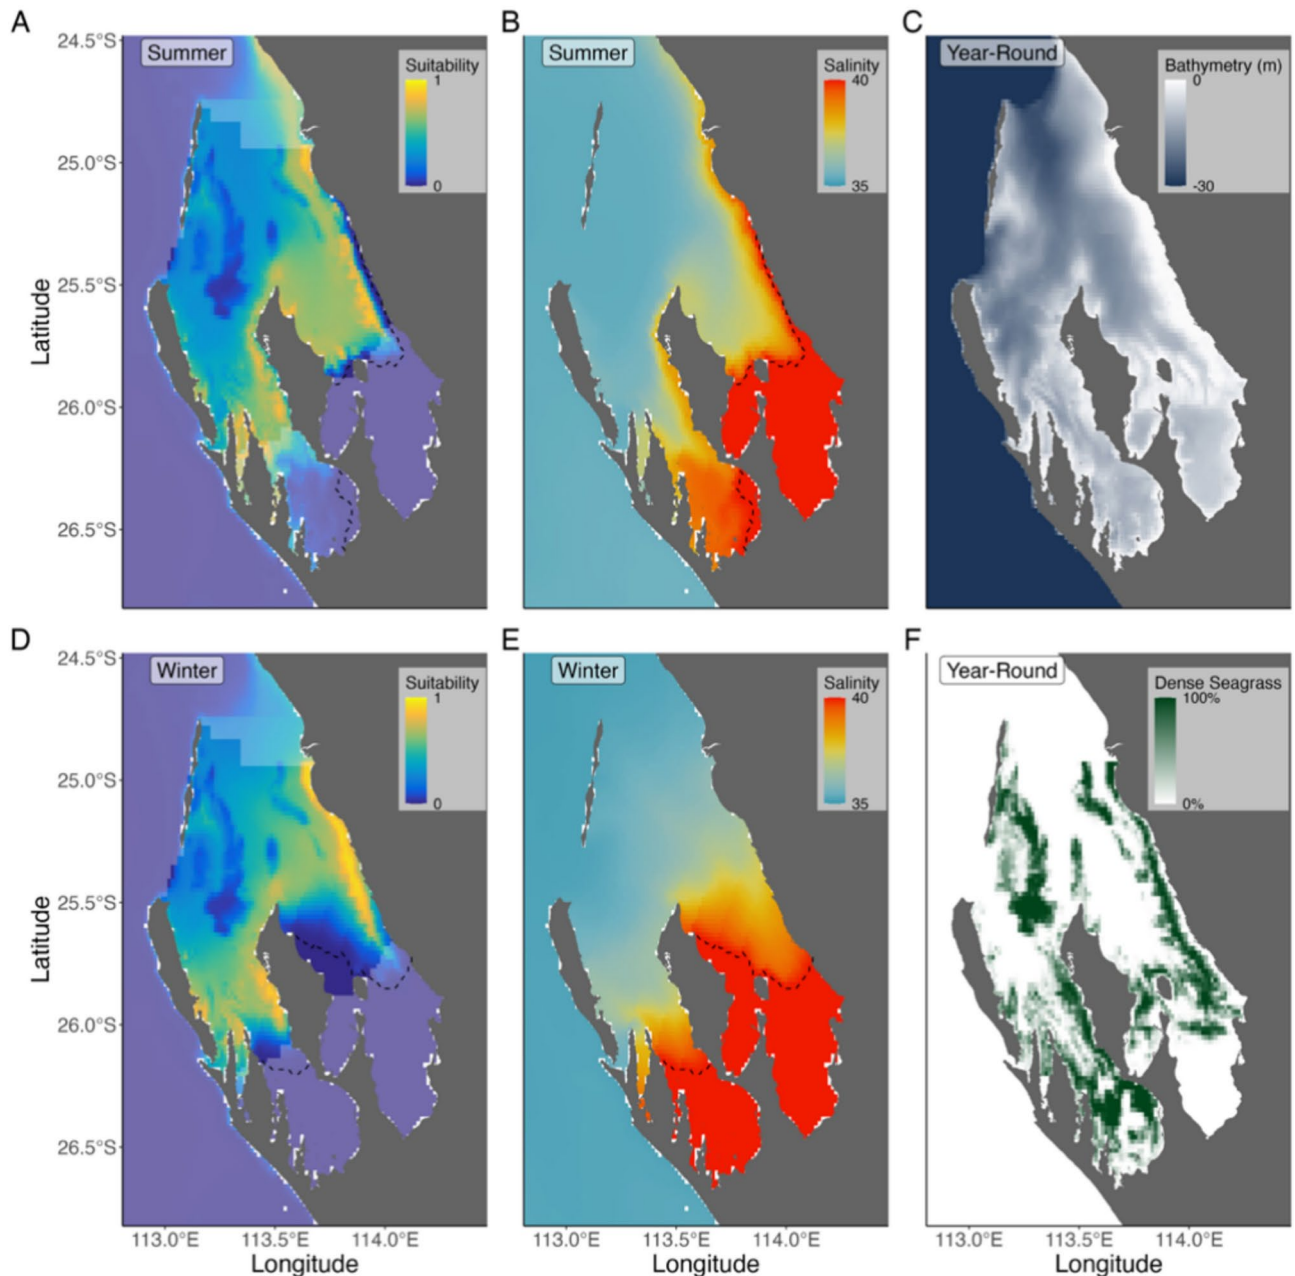 A
B
C
24.5°S
25.0°S
25.5°S
26.0°S
26.5°S
Latitude
Summer
Suitability
1
0
Summer
Salinity
40
35
Year-Round
Bathymetry (m)
0
-30
D
E
F
24.5°S
25.0°S
25.5°S
26.0°S
26.5°S
Latitude
Winter
Suitability
1
0
Winter
Salinity
40
35
Year-Round
Dense Seagrass
100%
0%
113.0°E 113.5°E 114.0°E
113.0°E 113.5°E 114.0°E
113.0°E 113.5°E 114.0°E
Longitude
Longitude
Longitude